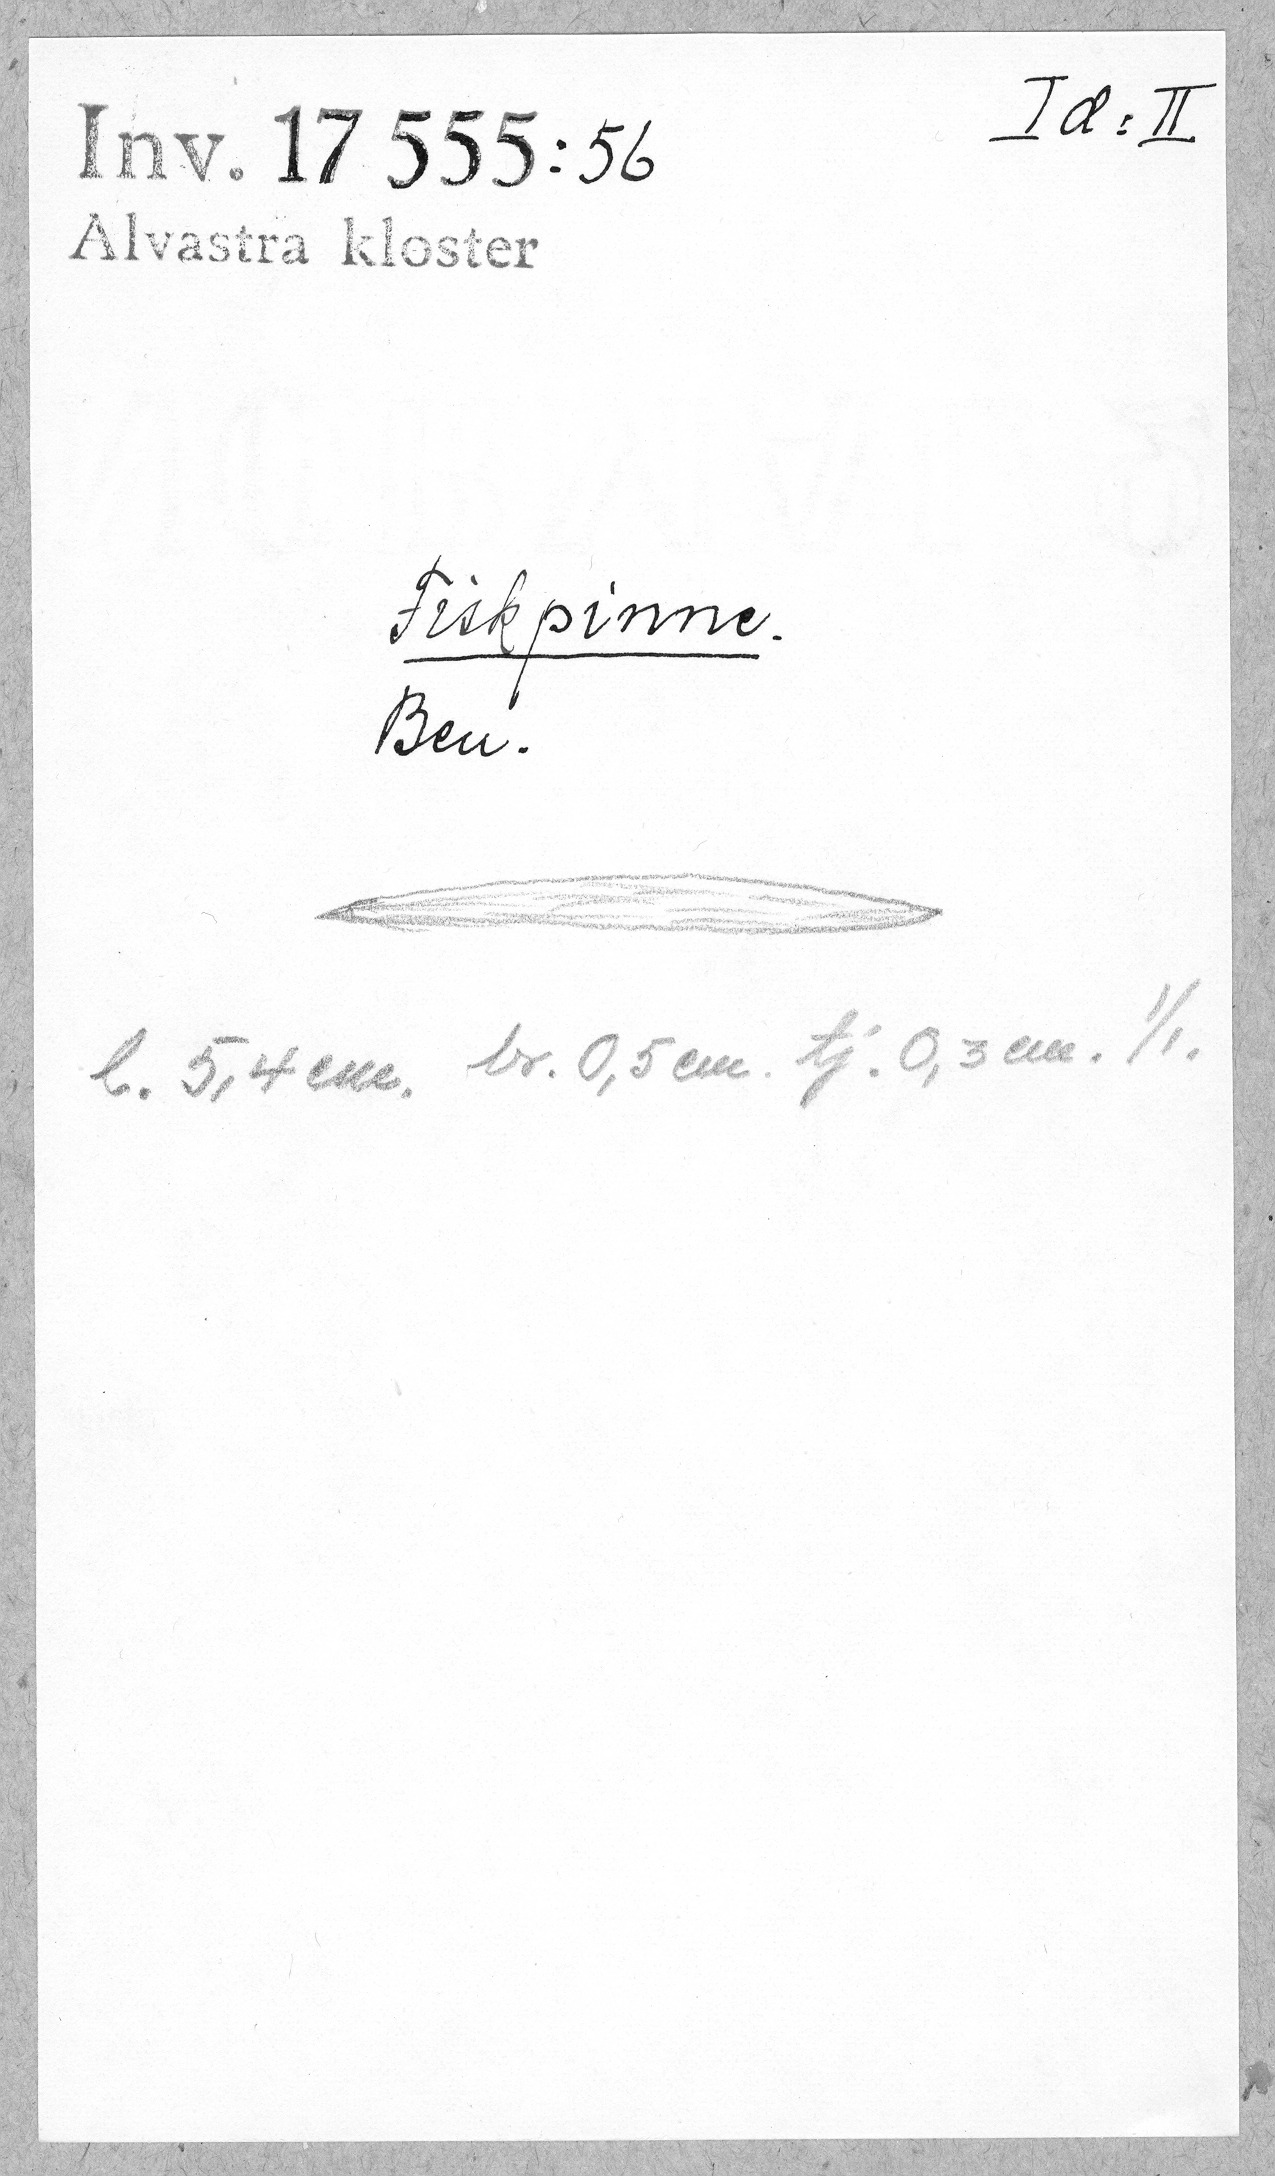 Inv. 17 555:56
Id:II
Alvastra kloster
Fiskpinne.
Ben.
l. 5,4 cm. br. 0,5 cm. tj. 0,3 cm. 1/1.